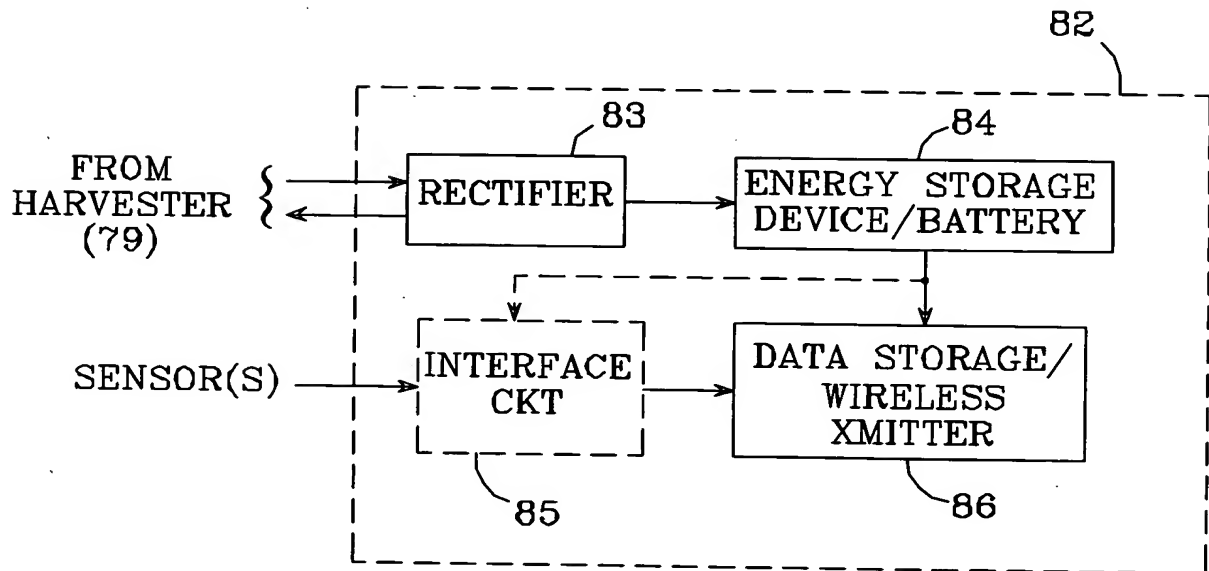 82
83
84
FROM
HARVESTER
(79)
RECTIFIER
ENERGY STORAGE
DEVICE/BATTERY
SENSOR(S)
INTERFACE
CKT
DATA STORAGE/
WIRELESS
XMITTER
85
86